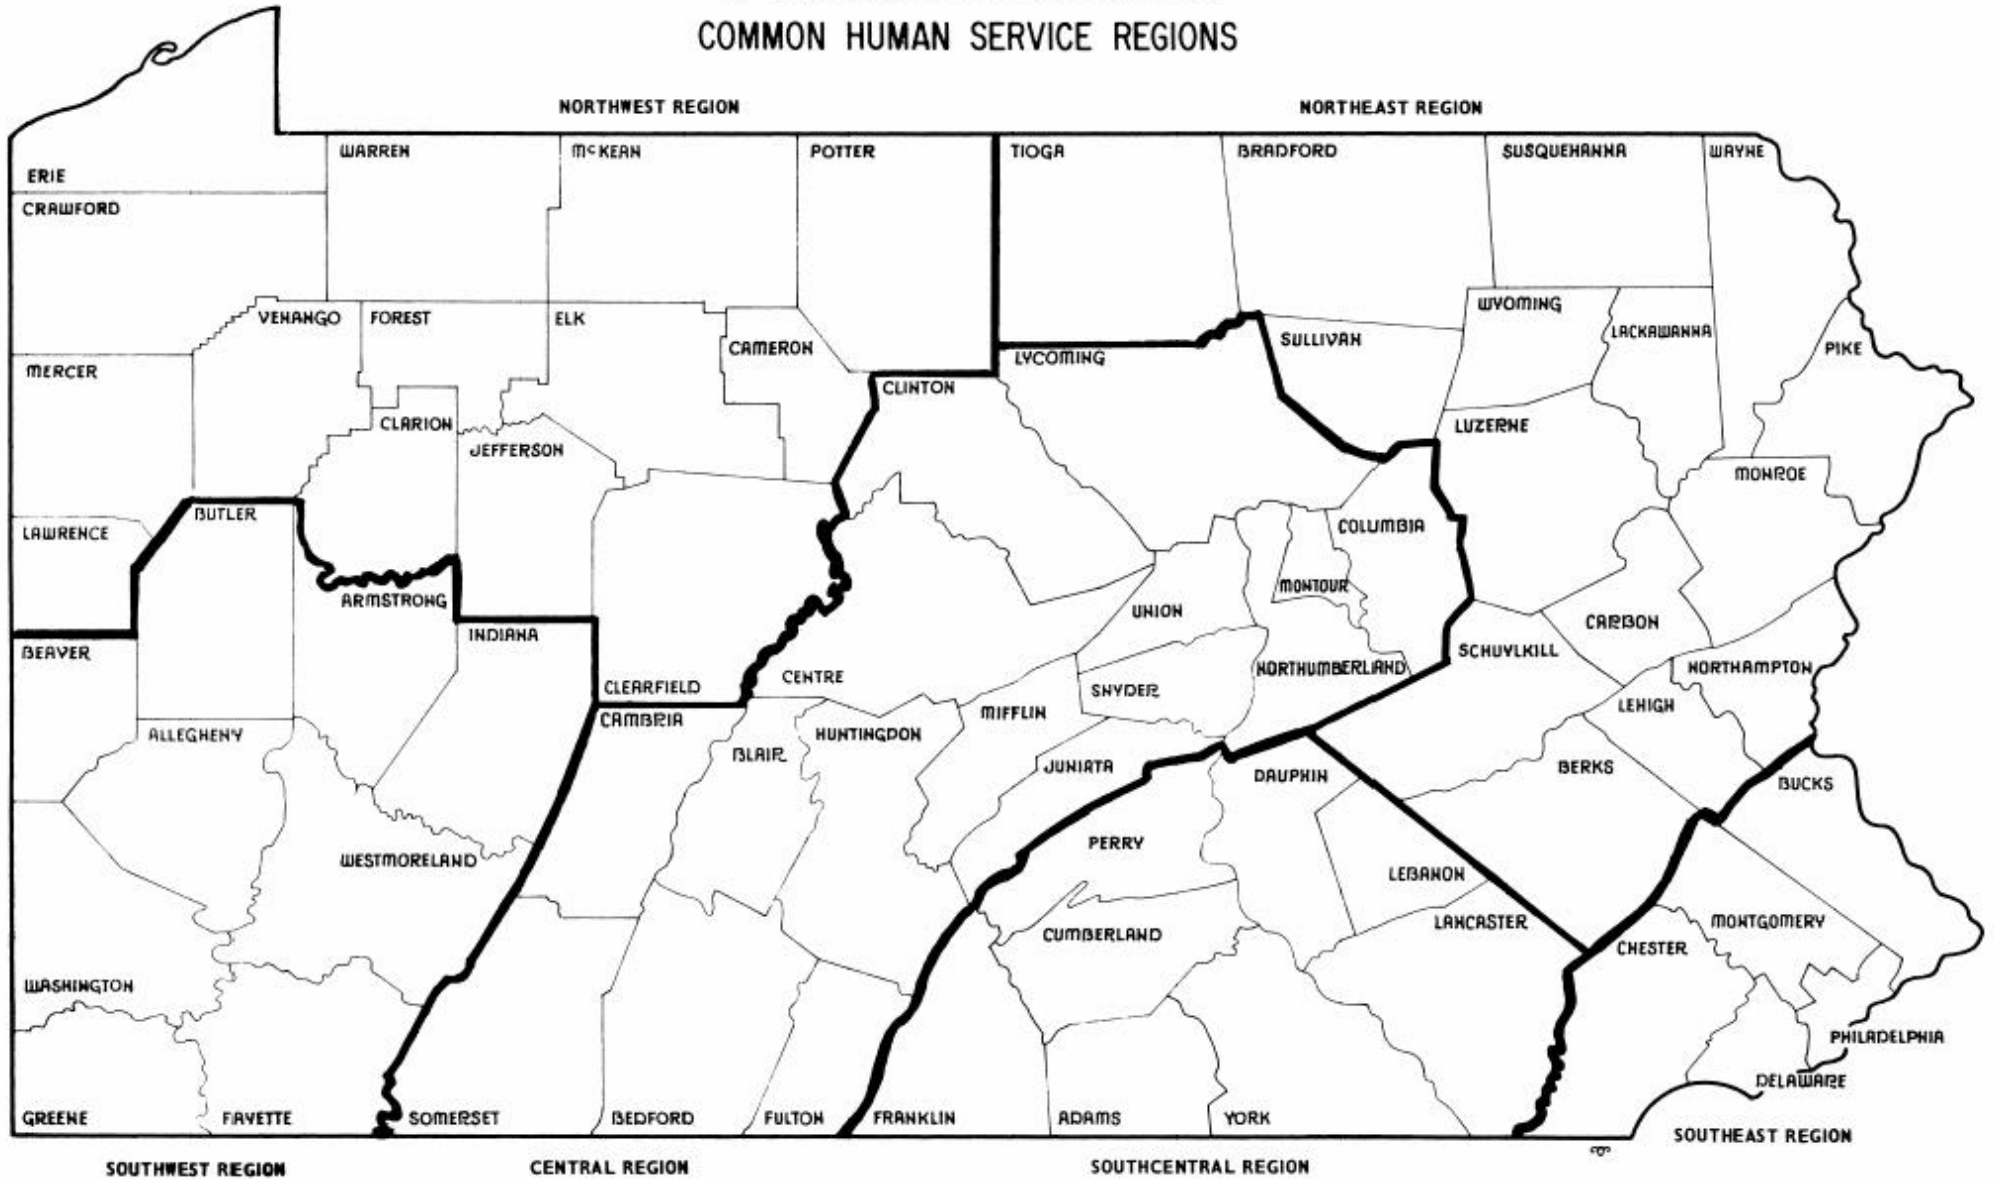 COMMON HUMAN SERVICE REGIONS
NORTHWEST REGION
NORTHEAST REGION
WARREN
McKEAN
POTTER
TIOGA
BRADFORD
SUSQUEHANNA
WAYNE
ERIE
CRAWFORD
VENANGO
FOREST
ELK
CAMERON
LYCOMING
SULLIVAN
WYOMING
LACKAWANNA
PIKE
MERCER
CLINTON
CLARION
JEFFERSON
LUZERNE
MONROE
LAWRENCE
BUTLER
COLUMBIA
ARMSTRONG
MONTOUR
UNION
CARBON
INDIANA
BEAVER
CLEARFIELD
CENTRE
SNYDER
NORTHUMBERLAND
SCHUYLKILL
NORTHAMPTON
CAMBRIA
MIFFLIN
LEHIGH
ALLEGHENY
BLAIR
HUNTINGDON
JUNIATA
DAUPHIN
BERKS
BUCKS
WESTMORELAND
PERRY
LEBANON
CUMBERLAND
LANCASTER
MONTGOMERY
CHESTER
WASHINGTON
PHILADELPHIA
DELAWARE
GREENE
FAYETTE
SOMERSET
BEDFORD
FULTON
FRANKLIN
ADAMS
YORK
SOUTHEAST REGION
SOUTHWEST REGION
CENTRAL REGION
SOUTHCENTRAL REGION